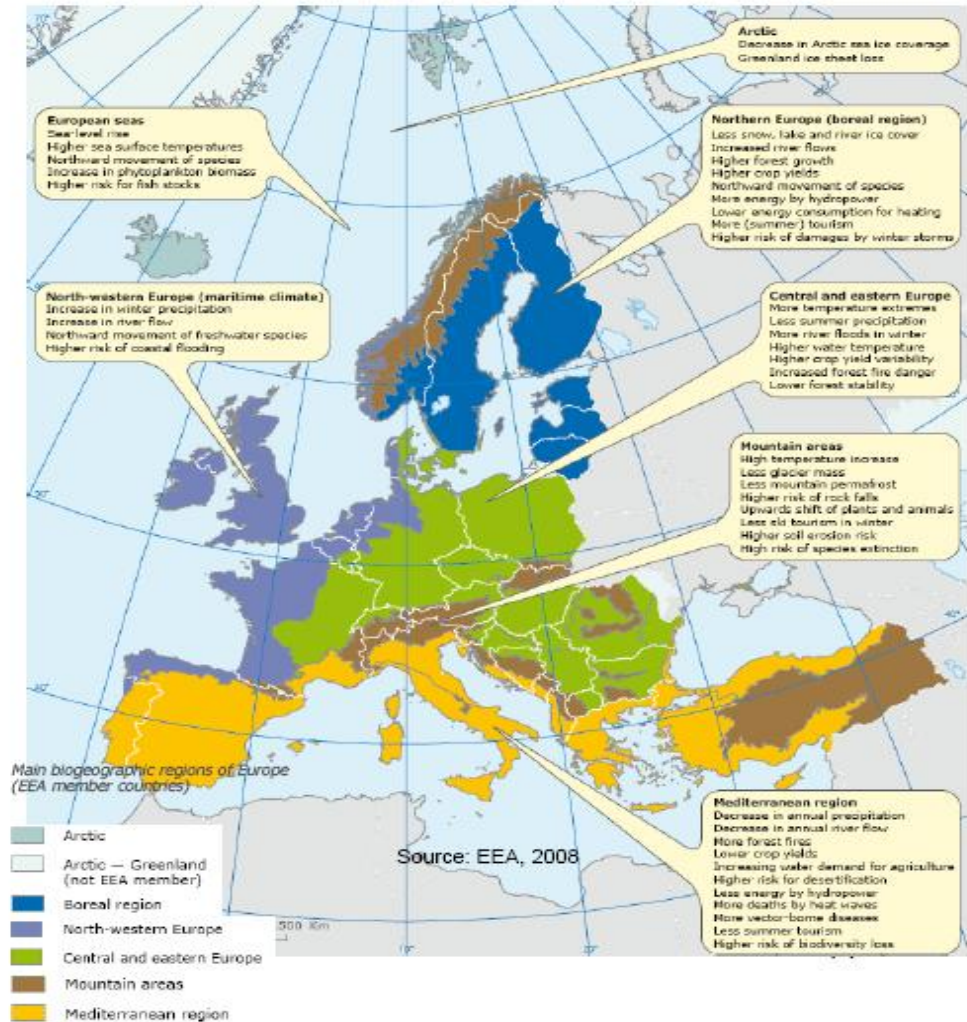 70°
Arctic
Decrease in Arctic sea ice coverage
Greenland ice sheet loss
European seas
Sea-level rise
Higher sea surface temperatures
Northward movement of species
Increase in phytoplankton biomass
Higher risk for fish stocks
Northern Europe (boreal region)
Less snow, lake and river ice cover
Increased river flows
Higher forest growth
Higher crop yields
Northward movement of species
More energy by hydropower
Lower energy consumption for heating
More (summer) tourism
Higher risk of damages by winter storms
North-western Europe (maritime climate)
Increase in winter precipitation
Increase in river flow
Northward movement of freshwater species
Higher risk of coastal flooding
Central and eastern Europe
More temperature extremes
Less summer precipitation
More river floods in winter
Higher water temperature
Higher crop yield variability
Increased forest fire danger
Lower forest stability
Mountain areas
High temperature increase
Less glacier mass
Less mountain permafrost
Higher risk of rock falls
Upwards shift of plants and animals
Less ski tourism in winter
Higher soil erosion risk
High risk of species extinction
50°
40°
40°
Main biogeographic regions of Europe
(EEA member countries)
Mediterranean region
Decrease in annual precipitation
Decrease in annual river flow
More forest fires
Lower crop yields
Increasing water demand for agriculture
Higher risk for desertification
Less energy by hydropower
More deaths by heat waves
More vector-borne diseases
Less summer tourism
Higher risk of biodiversity loss
Source: EEA, 2008
Arctic
Arctic — Greenland
(not EEA member)
Boreal region
North-western Europe
500 Km
Central and eastern Europe
Mountain areas
Mediterranean region
10°
20°